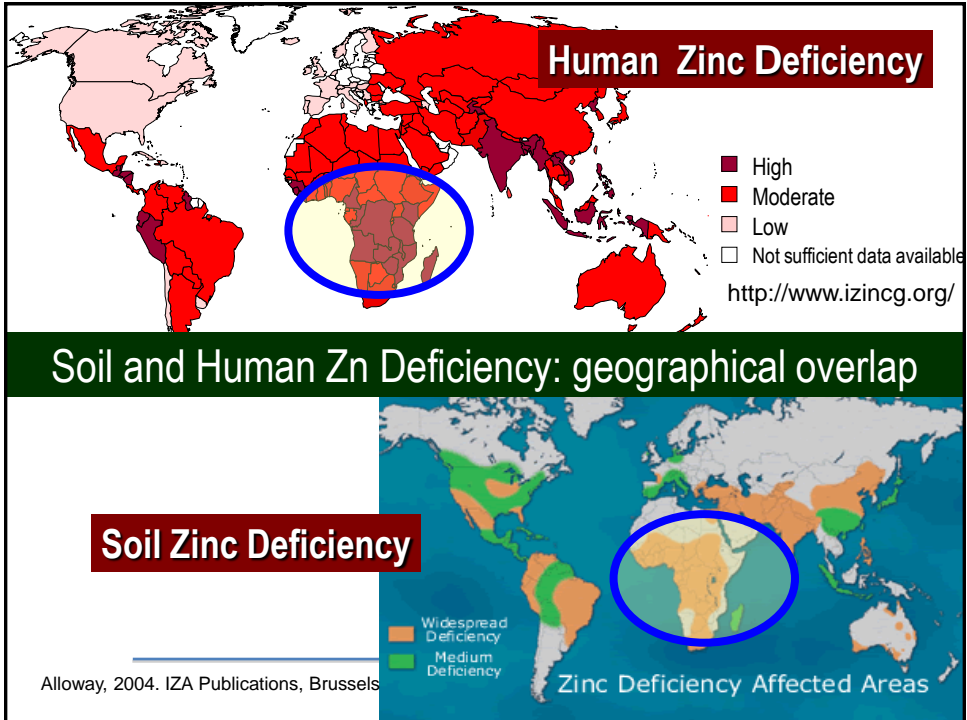 Human Zinc Deficiency
High
Moderate
Low
Not sufficient data available
http://www.izincg.org/
Soil and Human Zn Deficiency: geographical overlap
Soil Zinc Deficiency
Widespread
Deficiency
Medium
Deficiency
Zinc Deficiency Affected Areas
Alloway, 2004. IZA Publications, Brussels